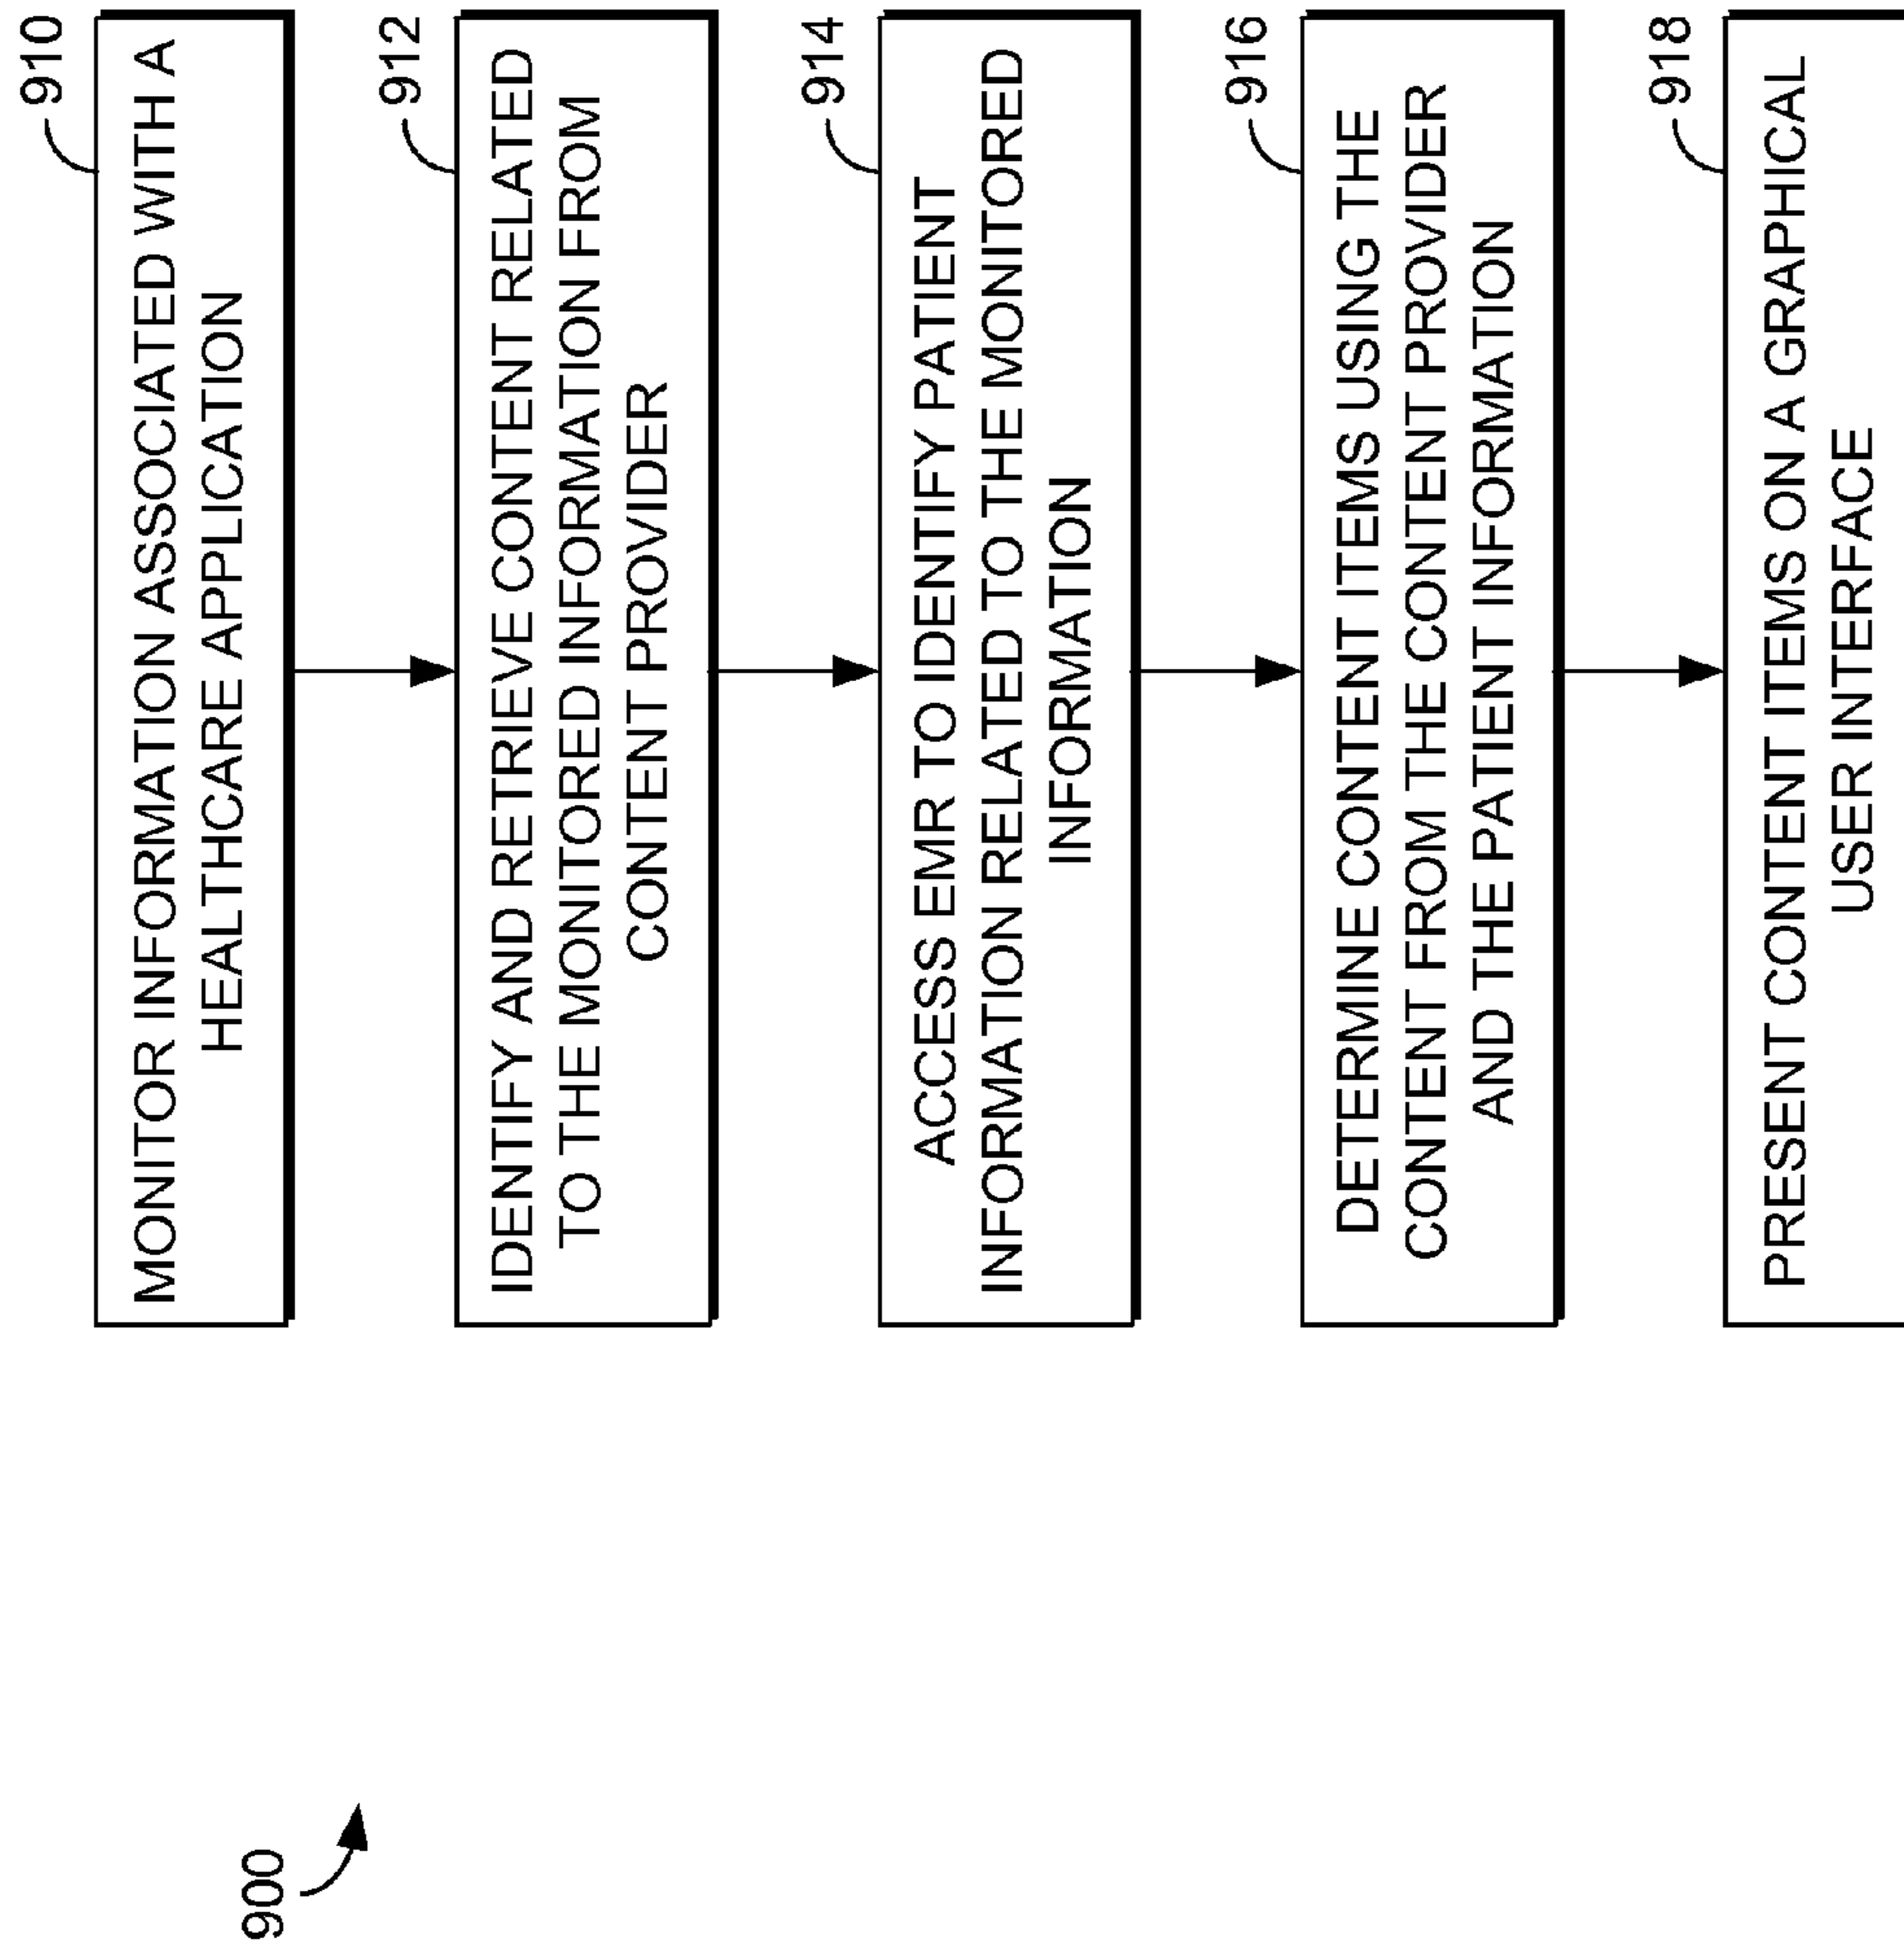 900
910
MONITOR INFORMATION ASSOCIATED WITH A
HEALTHCARE APPLICATION
912
IDENTIFY AND RETRIEVE CONTENT RELATED
TO THE MONITORED INFORMATION FROM
CONTENT PROVIDER
914
ACCESS EMR TO IDENTIFY PATIENT
INFORMATION RELATED TO THE MONITORED
INFORMATION
916
DETERMINE CONTENT ITEMS USING THE
CONTENT FROM THE CONTENT PROVIDER
AND THE PATIENT INFORMATION
918
PRESENT CONTENT ITEMS ON A GRAPHICAL
USER INTERFACE